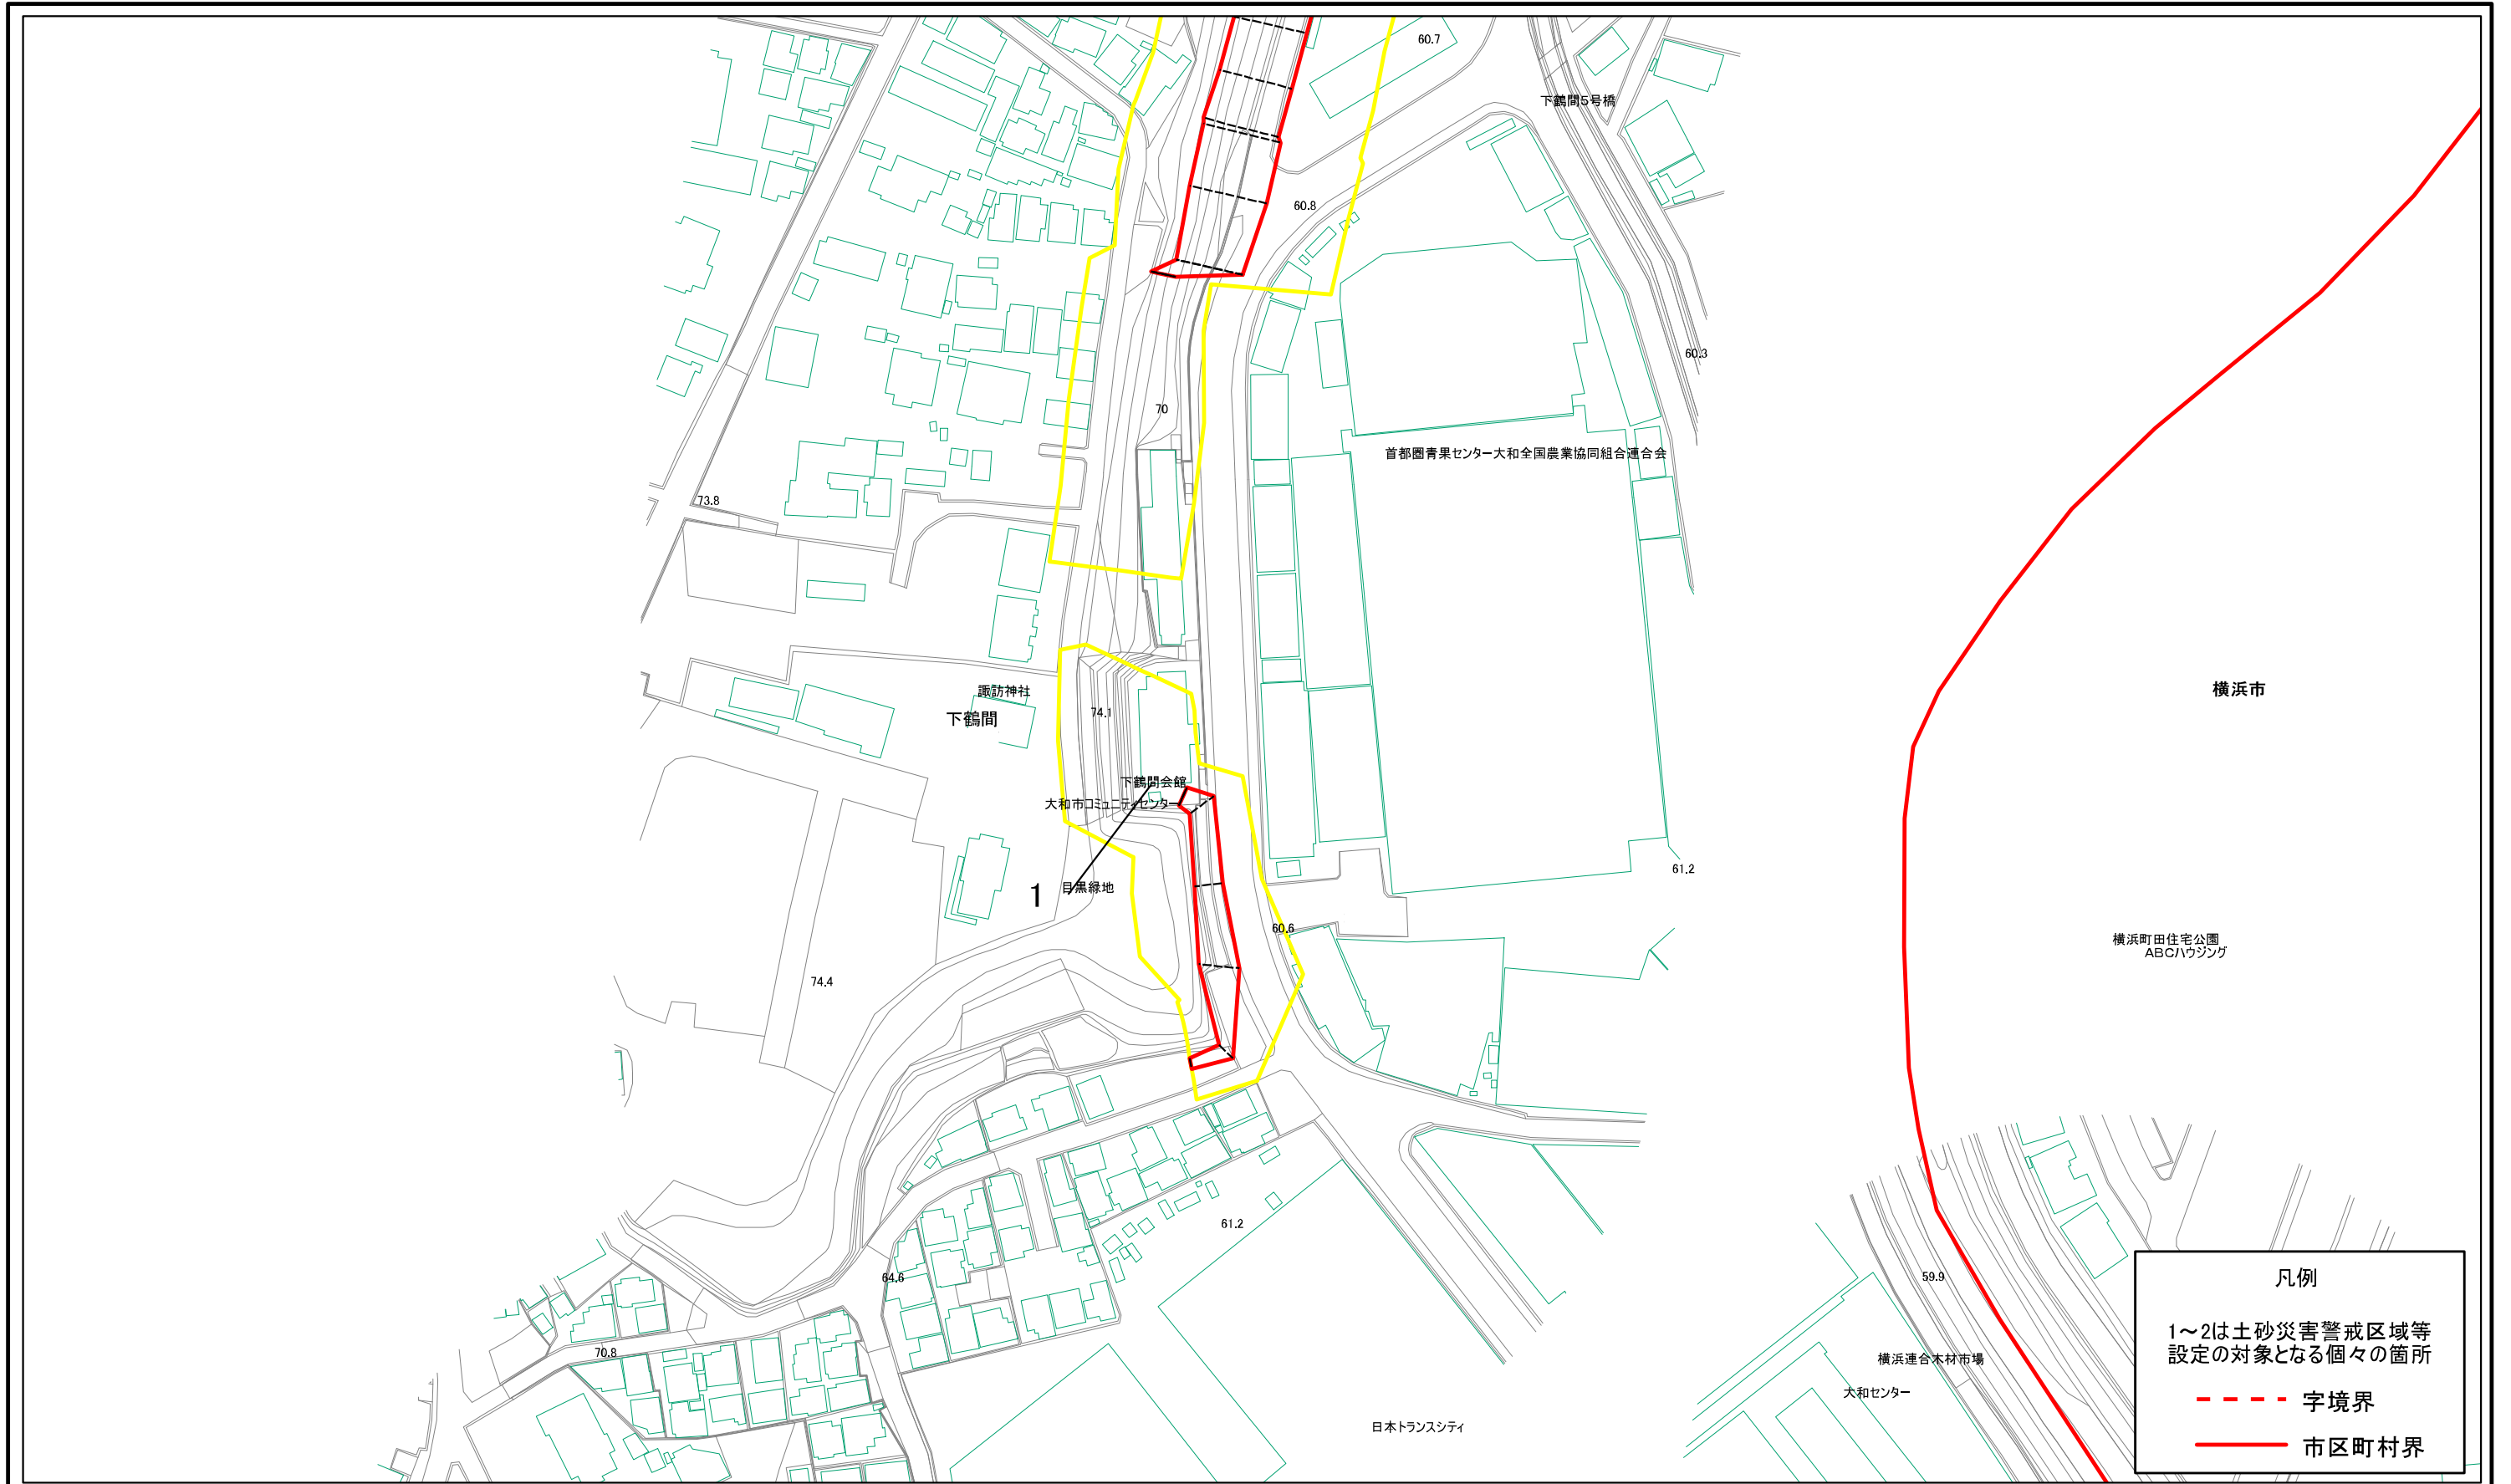 60.7
下鶴間5号橋
60.8
60.3
70
首都圏青果センター大和全国農業協同組合連合会
73.8
諏訪神社
下鶴間
74.1
横浜市
下鶴間会館
大和市コミュニティセンター
61.2
1
目黒緑地
60.6
横浜町田住宅公園
ABCハウジング
74.4
61.2
64.6
59.9
70.8
横浜連合木材市場
大和センター
日本トランスシティ
凡例
1～2は土砂災害警戒区域等
設定の対象となる個々の箇所
字境界
市区町村界